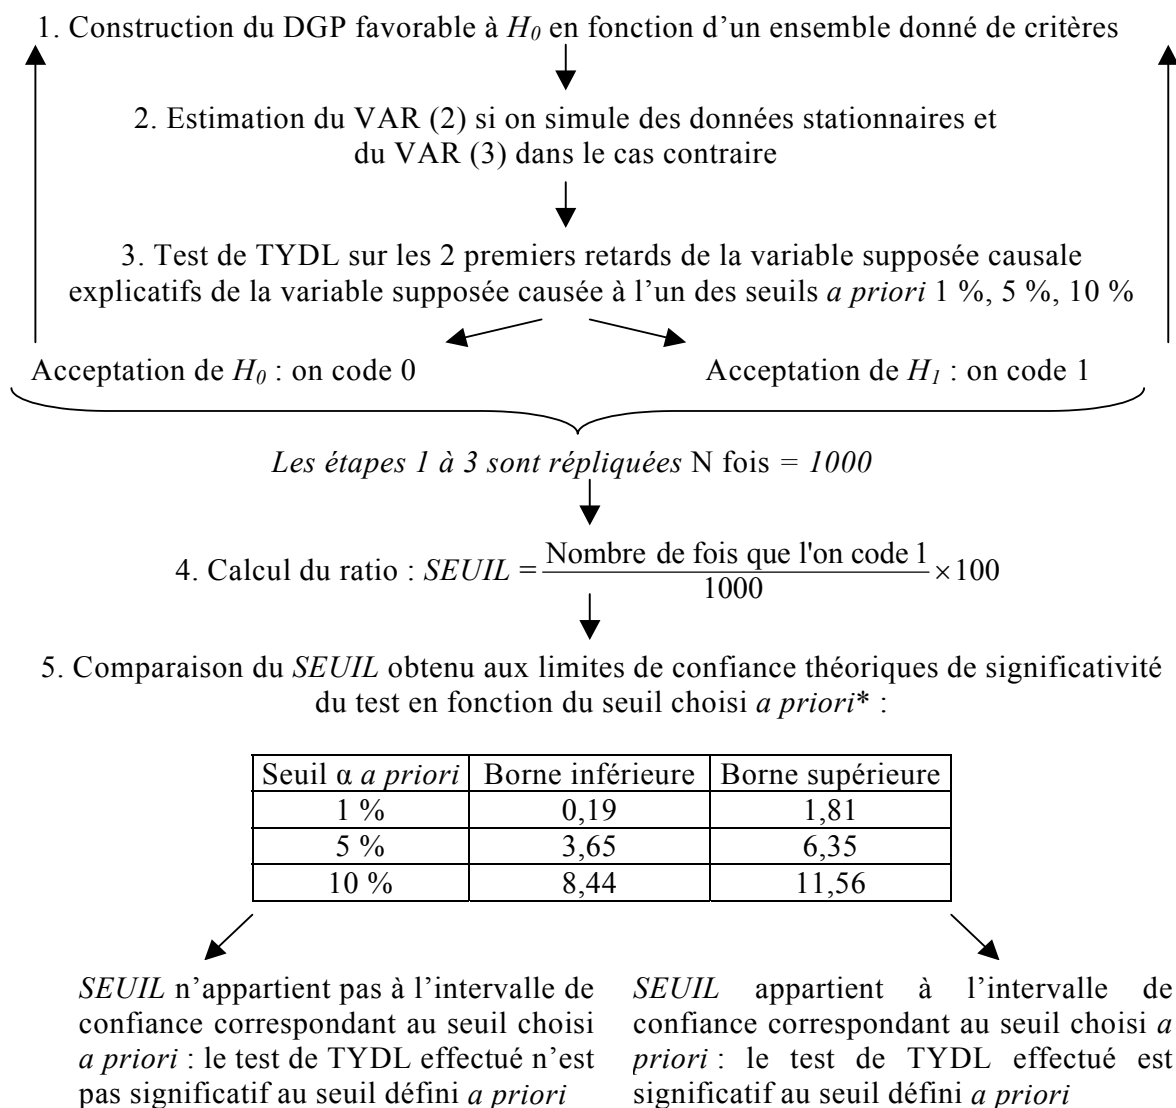 1. Construction du DGP favorable à H0 en fonction d’un ensemble donné de critères
2. Estimation du VAR (2) si on simule des données stationnaires et
du VAR (3) dans le cas contraire
3. Test de TYDL sur les 2 premiers retards de la variable supposée causale
explicatifs de la variable supposée causée à l’un des seuils a priori 1 %, 5 %, 10 %
Acceptation de H0 : on code 0
Acceptation de H1 : on code 1
Les étapes 1 à 3 sont répliquées N fois = 1000
4. Calcul du ratio : SEUIL = Nombre de fois que l'on code 1 / 1000 × 100
5. Comparaison du SEUIL obtenu aux limites de confiance théoriques de significativité
du test en fonction du seuil choisi a priori* :
Seuil α a priori Borne inférieure Borne supérieure
1 % 0,19 1,81
5 % 3,65 6,35
10 % 8,44 11,56
SEUIL n’appartient pas à l’intervalle de
confiance correspondant au seuil choisi
a priori : le test de TYDL effectué n’est
pas significatif au seuil défini a priori
SEUIL appartient à l’intervalle de
confiance correspondant au seuil choisi a
priori : le test de TYDL effectué est
significatif au seuil défini a priori